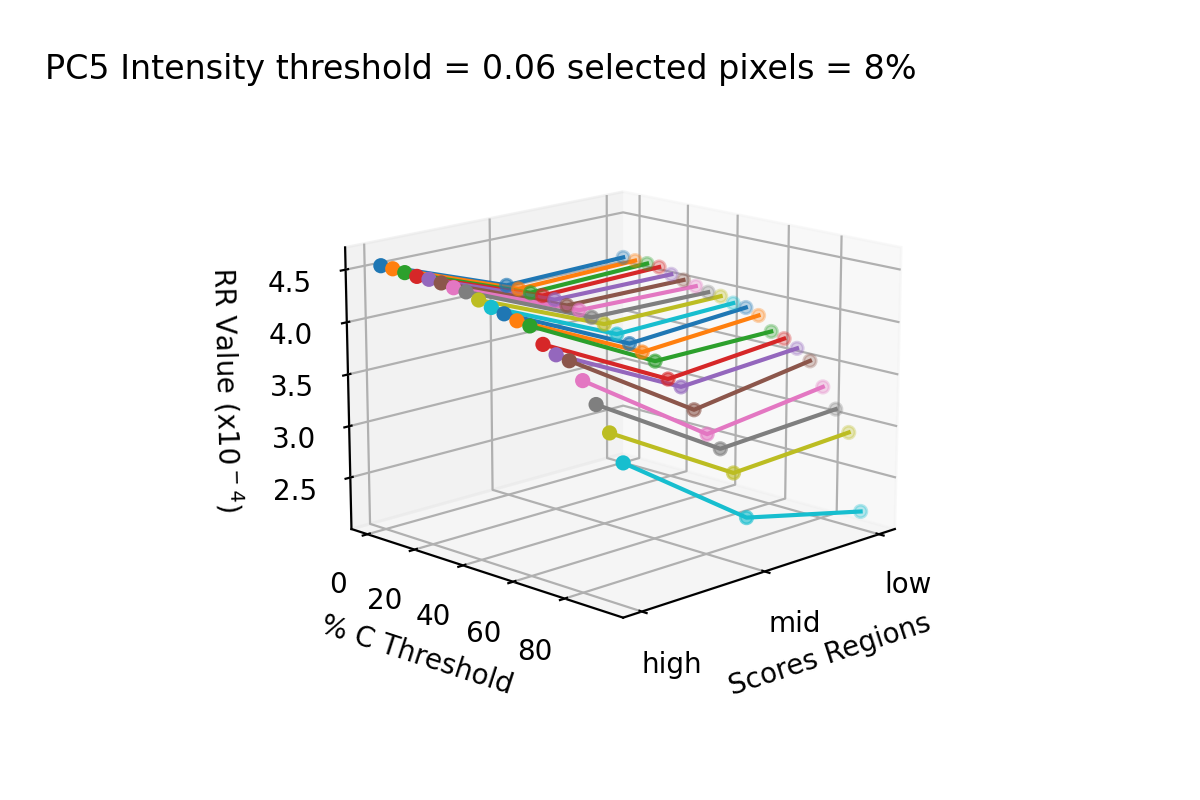 PC5 Intensity threshold = 0.06 selected pixels = 8%
RR Value (x10⁻⁴)
4.5
4.0
3.5
3.0
2.5
0
20
40
60
80
% C Threshold
high
mid
low
Scores Regions